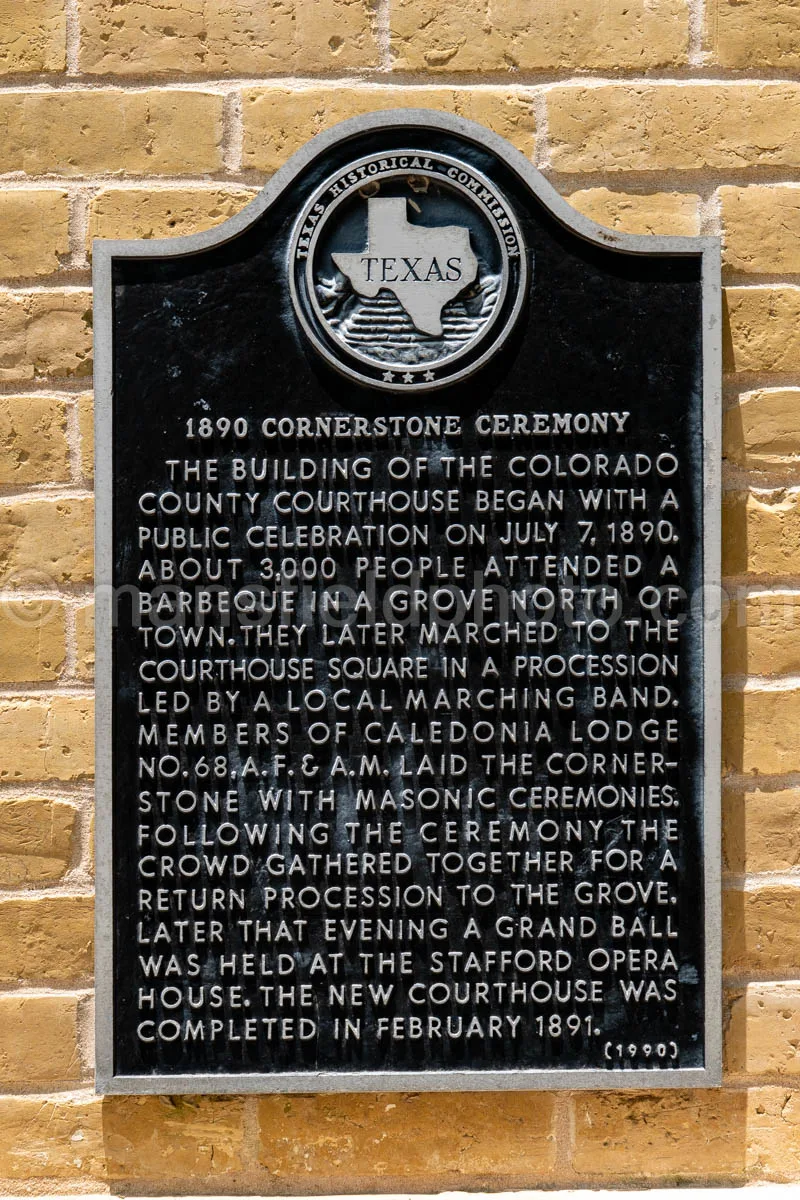 TEXAS HISTORICAL COMMISSION
TEXAS
1890 CORNERSTONE CEREMONY
THE BUILDING OF THE COLORADO
COUNTY COURTHOUSE BEGAN WITH A
PUBLIC CELEBRATION ON JULY 7, 1890.
ABOUT 3,000 PEOPLE ATTENDED A
BARBEQUE IN A GROVE NORTH OF
TOWN. THEY LATER MARCHED TO THE
COURTHOUSE SQUARE IN A PROCESSION
LED BY A LOCAL MARCHING BAND.
MEMBERS OF CALEDONIA LODGE
NO. 68, A. F. & A. M. LAID THE CORNER-
STONE WITH MASONIC CEREMONIES.
FOLLOWING THE CEREMONY THE
CROWD GATHERED TOGETHER FOR A
RETURN PROCESSION TO THE GROVE.
LATER THAT EVENING A GRAND BALL
WAS HELD AT THE STAFFORD OPERA
HOUSE. THE NEW COURTHOUSE WAS
COMPLETED IN FEBRUARY 1891.
(1990)
© mansfieldphoto.com